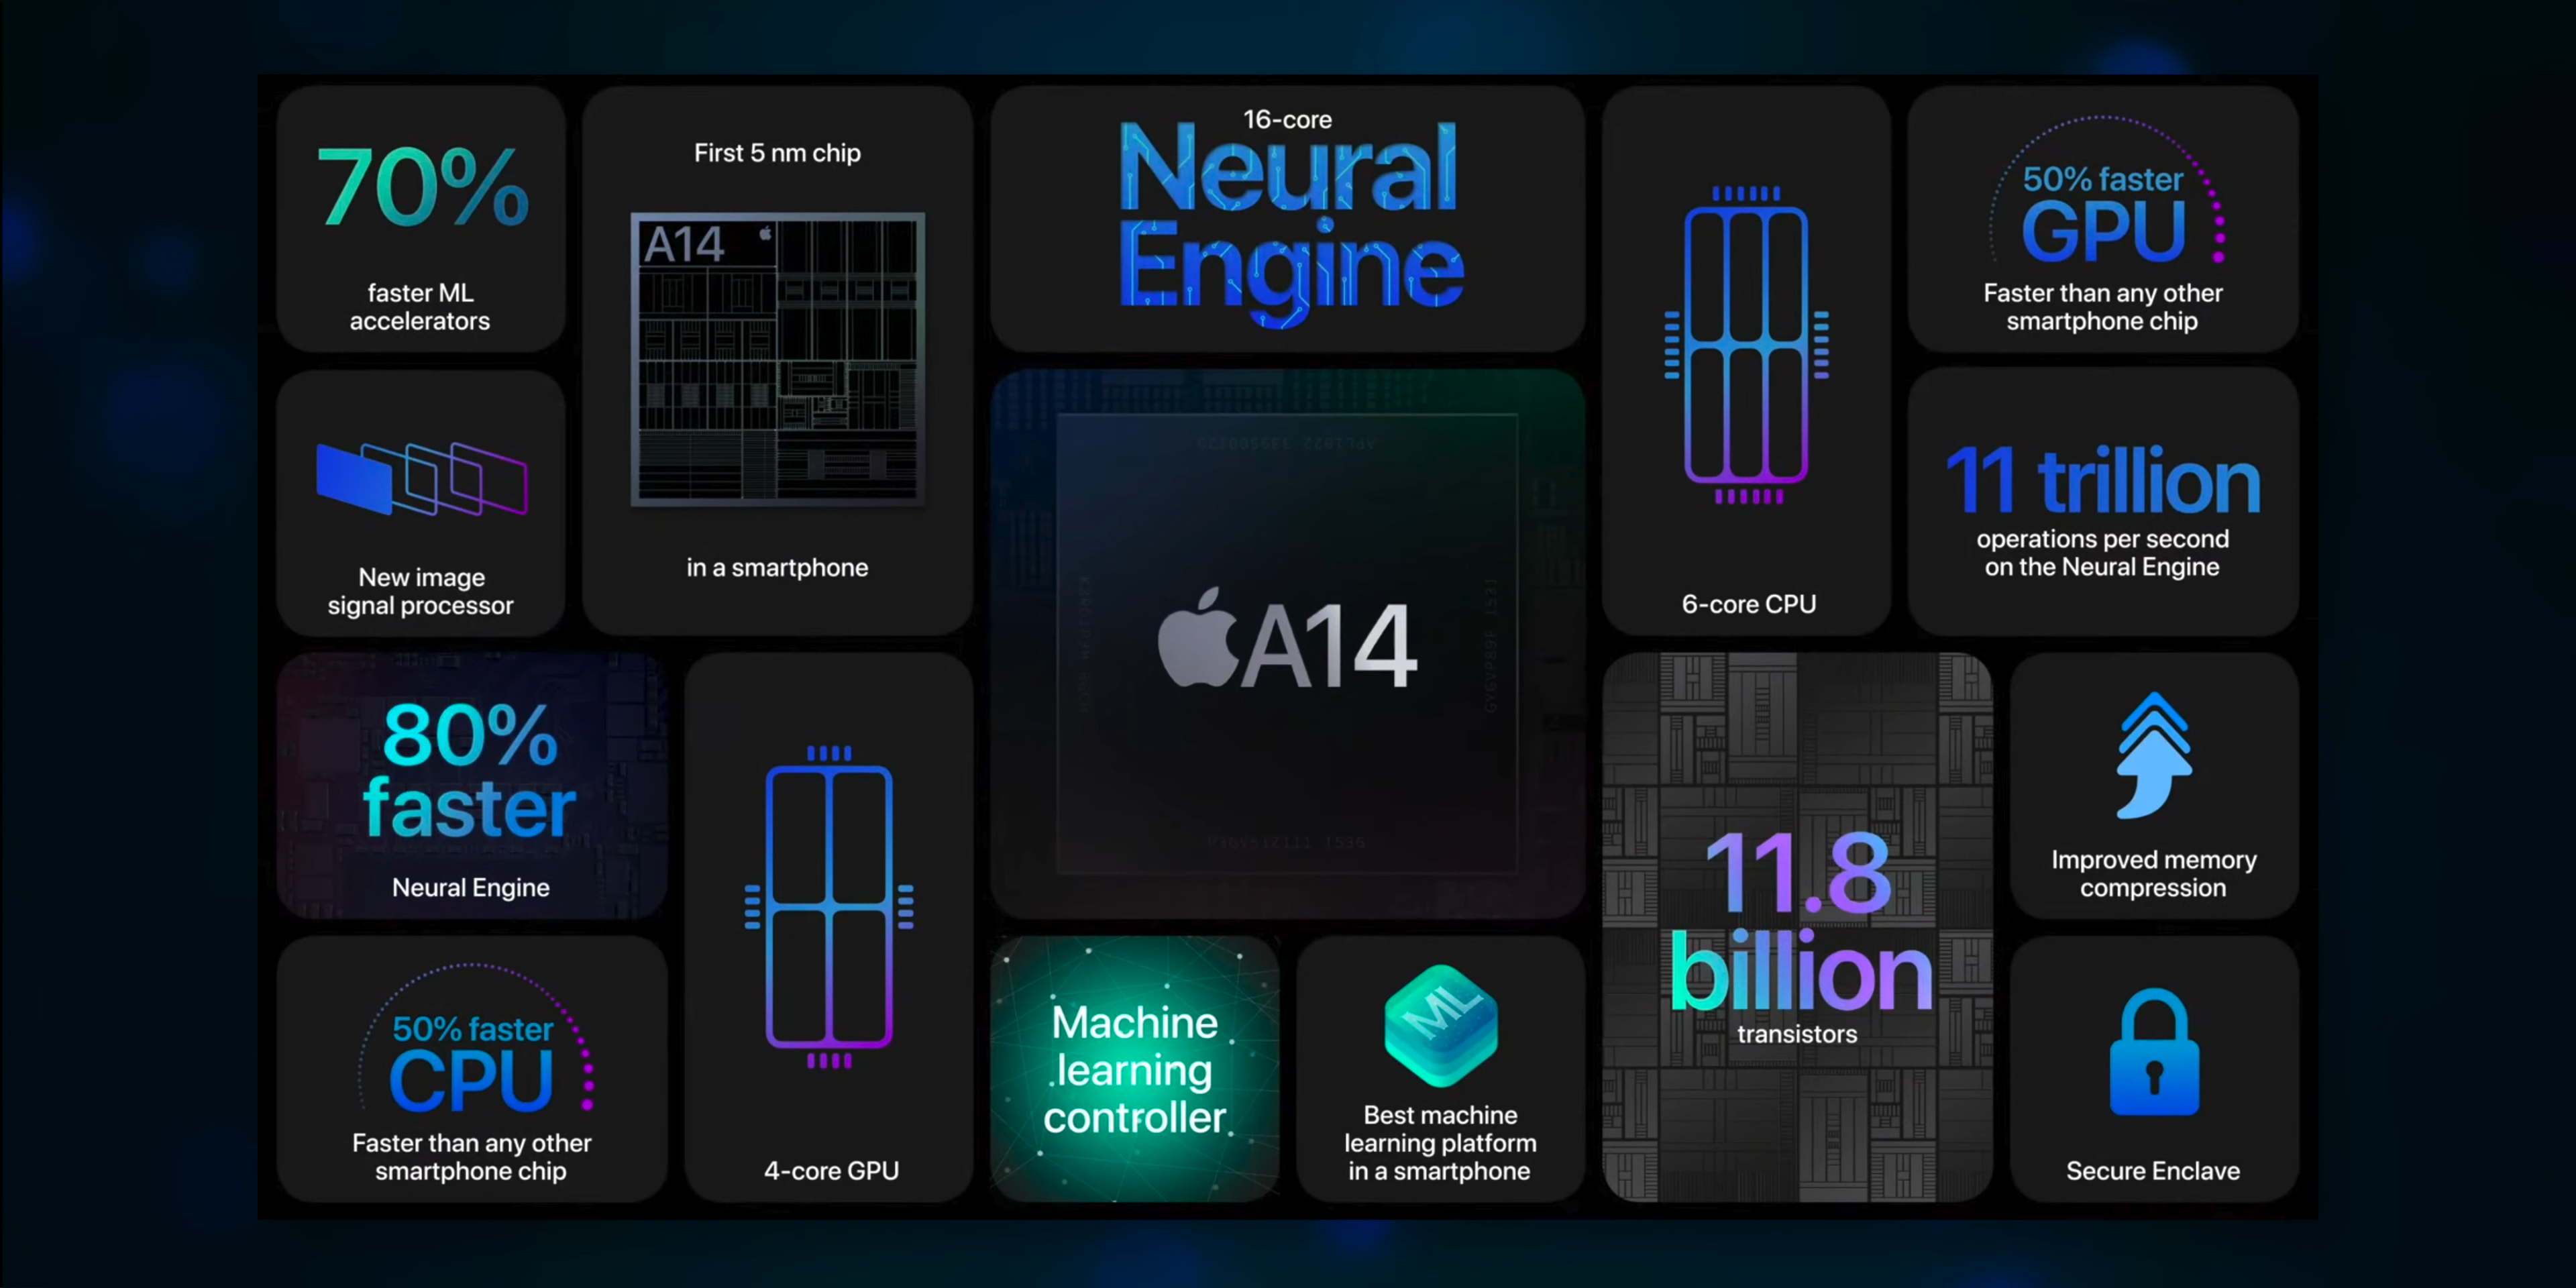 70%
faster ML
accelerators
First 5 nm chip
A14
in a smartphone
16-core
Neural
Engine
6-core CPU
50% faster
GPU
Faster than any other
smartphone chip
New image
signal processor
A14
11 trillion
operations per second
on the Neural Engine
80%
faster
Neural Engine
4-core GPU
11.8
billion
transistors
Improved memory
compression
50% faster
CPU
Faster than any other
smartphone chip
Machine
learning
controller
ML
Best machine
learning platform
in a smartphone
Secure Enclave